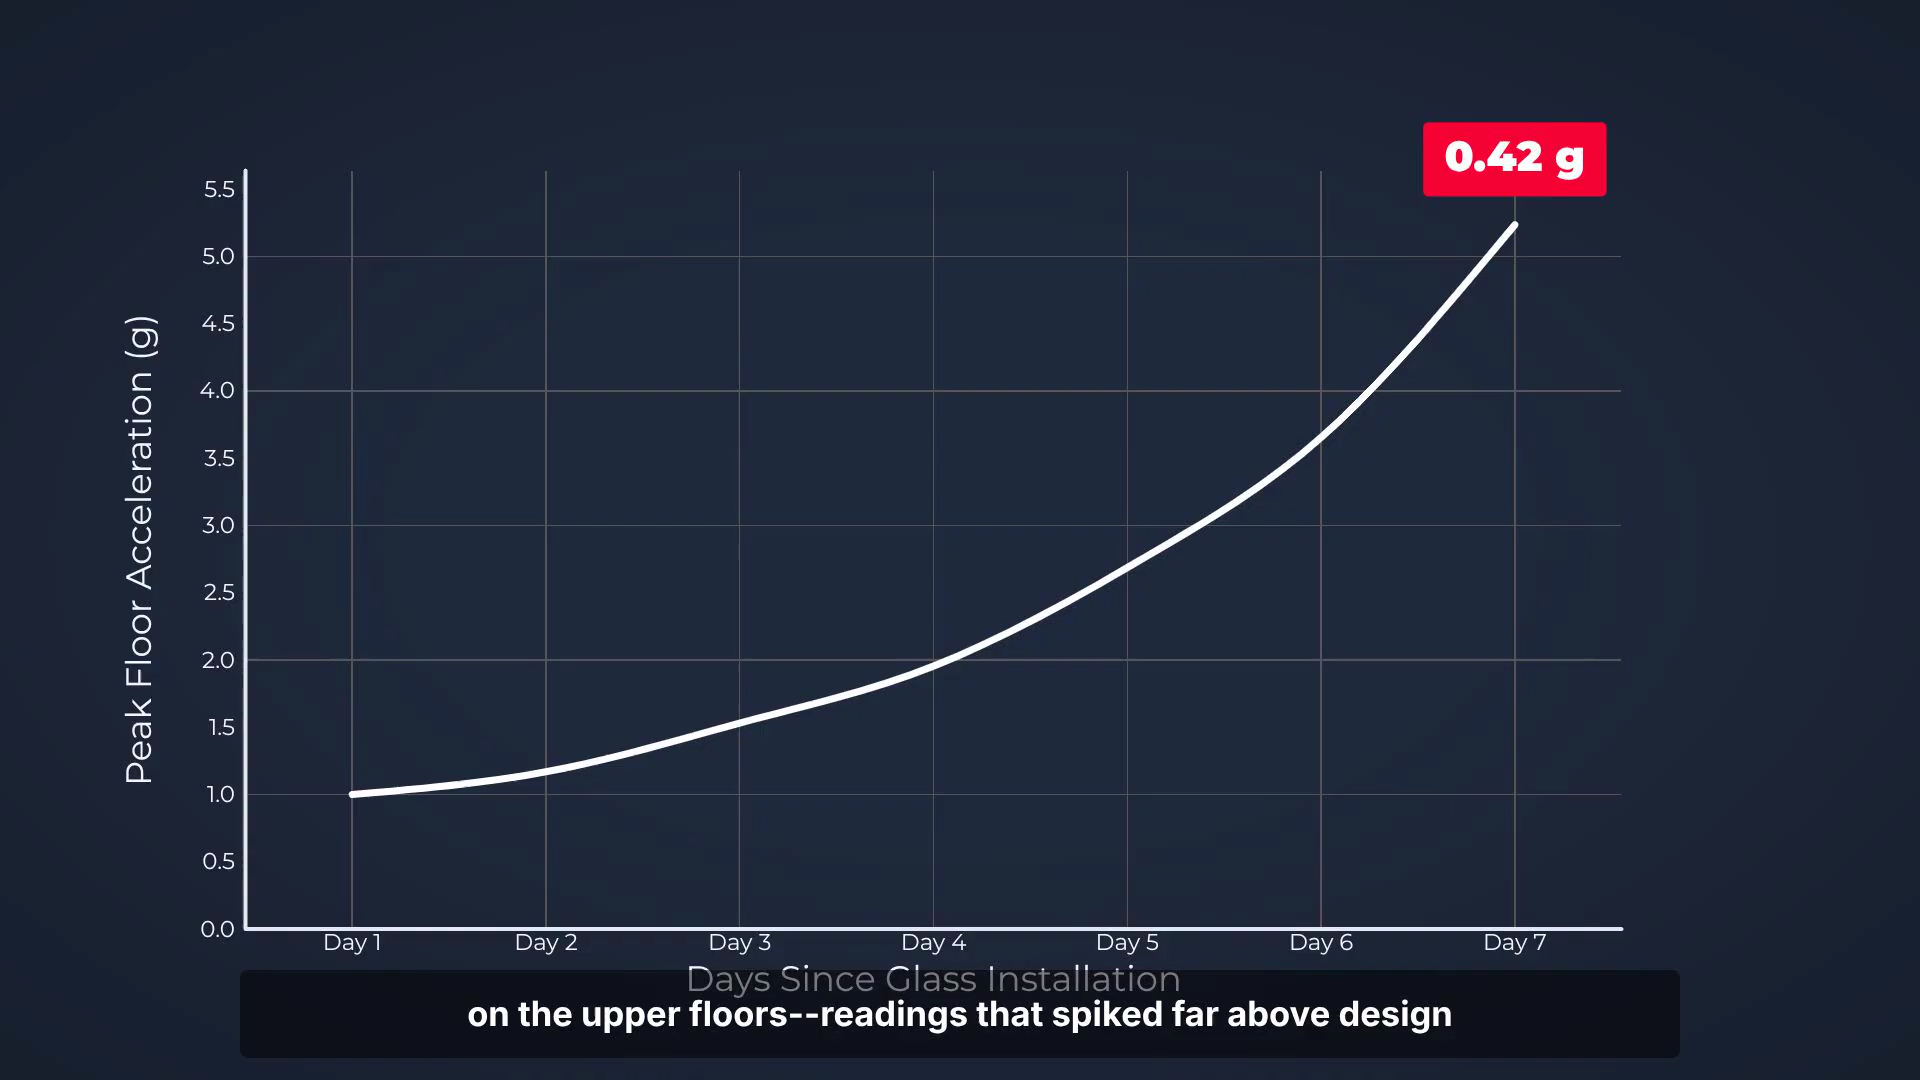 0.42 g
5.5
5.0
4.5
4.0
3.5
3.0
2.5
2.0
1.5
1.0
0.5
0.0
Peak Floor Acceleration (g)
Day 1 Day 2 Day 3 Day 4 Day 5 Day 6 Day 7
Days Since Glass Installation
on the upper floors--readings that spiked far above design